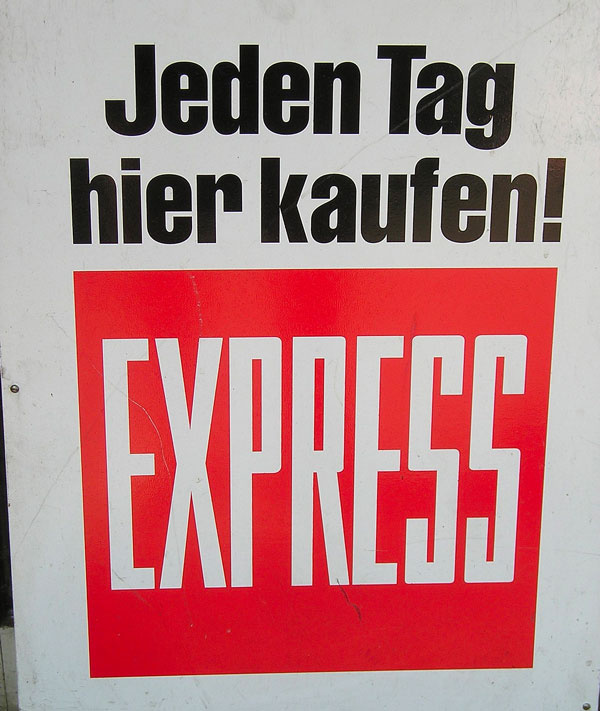 Jeden Tag
hier kaufen!
EXPRESS